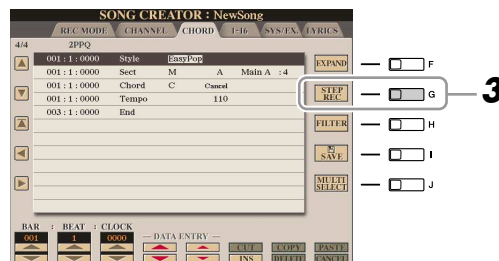 SONG CREATOR : NewSong
REC MODE CHANNEL CHORD 1-16 SYS/EX. LYRICS
4/4 2PPQ
001 : 1 : 0000 Style EasyPop
001 : 1 : 0000 Sect M A Main A : 4
001 : 1 : 0000 Chord C Cancel
001 : 1 : 0000 Tempo 110
003 : 1 : 0000 End
EXPAND F
STEP REC G 3
FILTER H
SAVE I
MULTI SELECT J
BAR : BEAT : CLOCK
DATA ENTRY
001 1 0000
CUT COPY PASTE
INS DELETE CANCEL